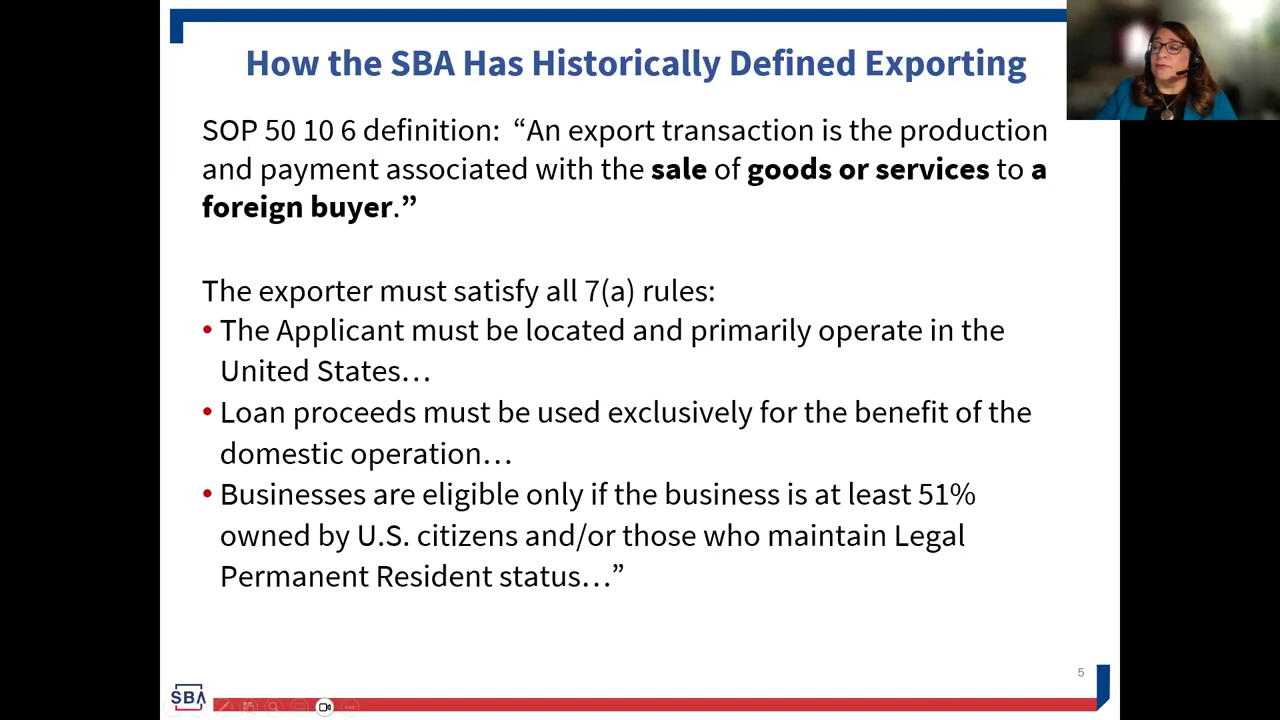 How the SBA Has Historically Defined Exporting
SOP 50 10 6 definition: “An export transaction is the production
and payment associated with the sale of goods or services to a
foreign buyer.”
The exporter must satisfy all 7(a) rules:
• The Applicant must be located and primarily operate in the
United States…
• Loan proceeds must be used exclusively for the benefit of the
domestic operation…
• Businesses are eligible only if the business is at least 51%
owned by U.S. citizens and/or those who maintain Legal
Permanent Resident status…”
5
SBA